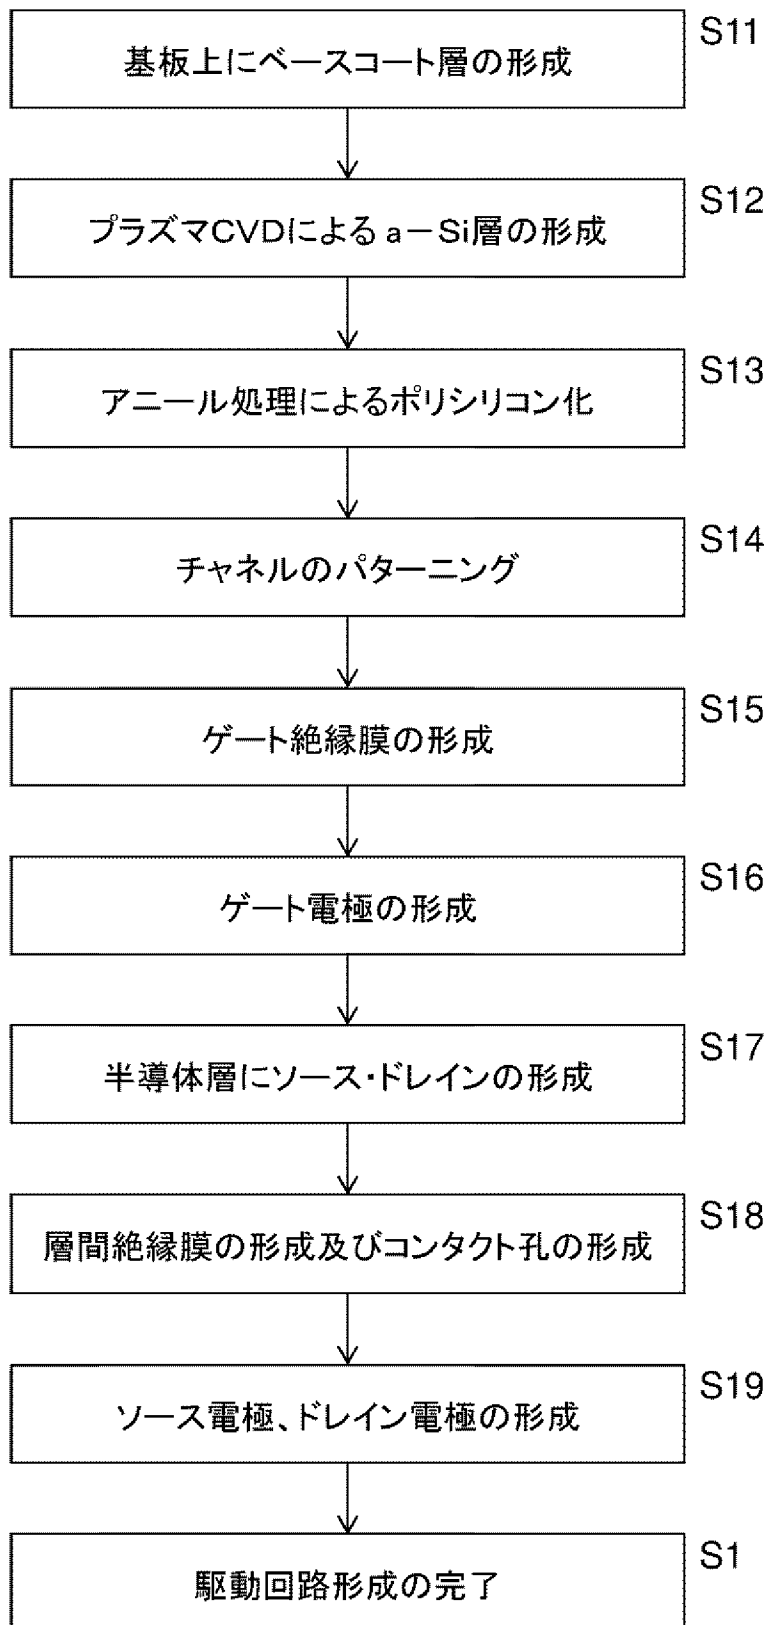 S11
基板上にベースコート層の形成
S12
プラズマCVDによるa－Si層の形成
S13
アニール処理によるポリシリコン化
S14
チャネルのパターニング
S15
ゲート絶縁膜の形成
S16
ゲート電極の形成
S17
半導体層にソース・ドレインの形成
S18
層間絶縁膜の形成及びコンタクト孔の形成
S19
ソース電極、ドレイン電極の形成
S1
駆動回路形成の完了